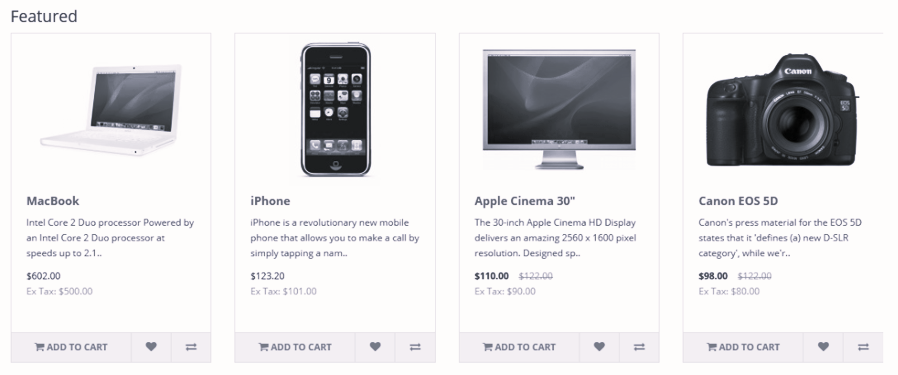 Featured
MacBook
Intel Core 2 Duo processor Powered by
an Intel Core 2 Duo processor at
speeds up to 2.1..
$602.00
Ex Tax: $500.00
ADD TO CART
iPhone
iPhone is a revolutionary new mobile
phone that allows you to make a call by
simply tapping a nam..
$123.20
Ex Tax: $101.00
ADD TO CART
Apple Cinema 30"
The 30-inch Apple Cinema HD Display
delivers an amazing 2560 x 1600 pixel
resolution. Designed sp..
$110.00 $122.00
Ex Tax: $90.00
ADD TO CART
Canon
Canon EOS 5D
Canon's press material for the EOS 5D
states that it 'defines (a) new D-SLR
category', while we'r..
$98.00 $122.00
Ex Tax: $80.00
ADD TO CART